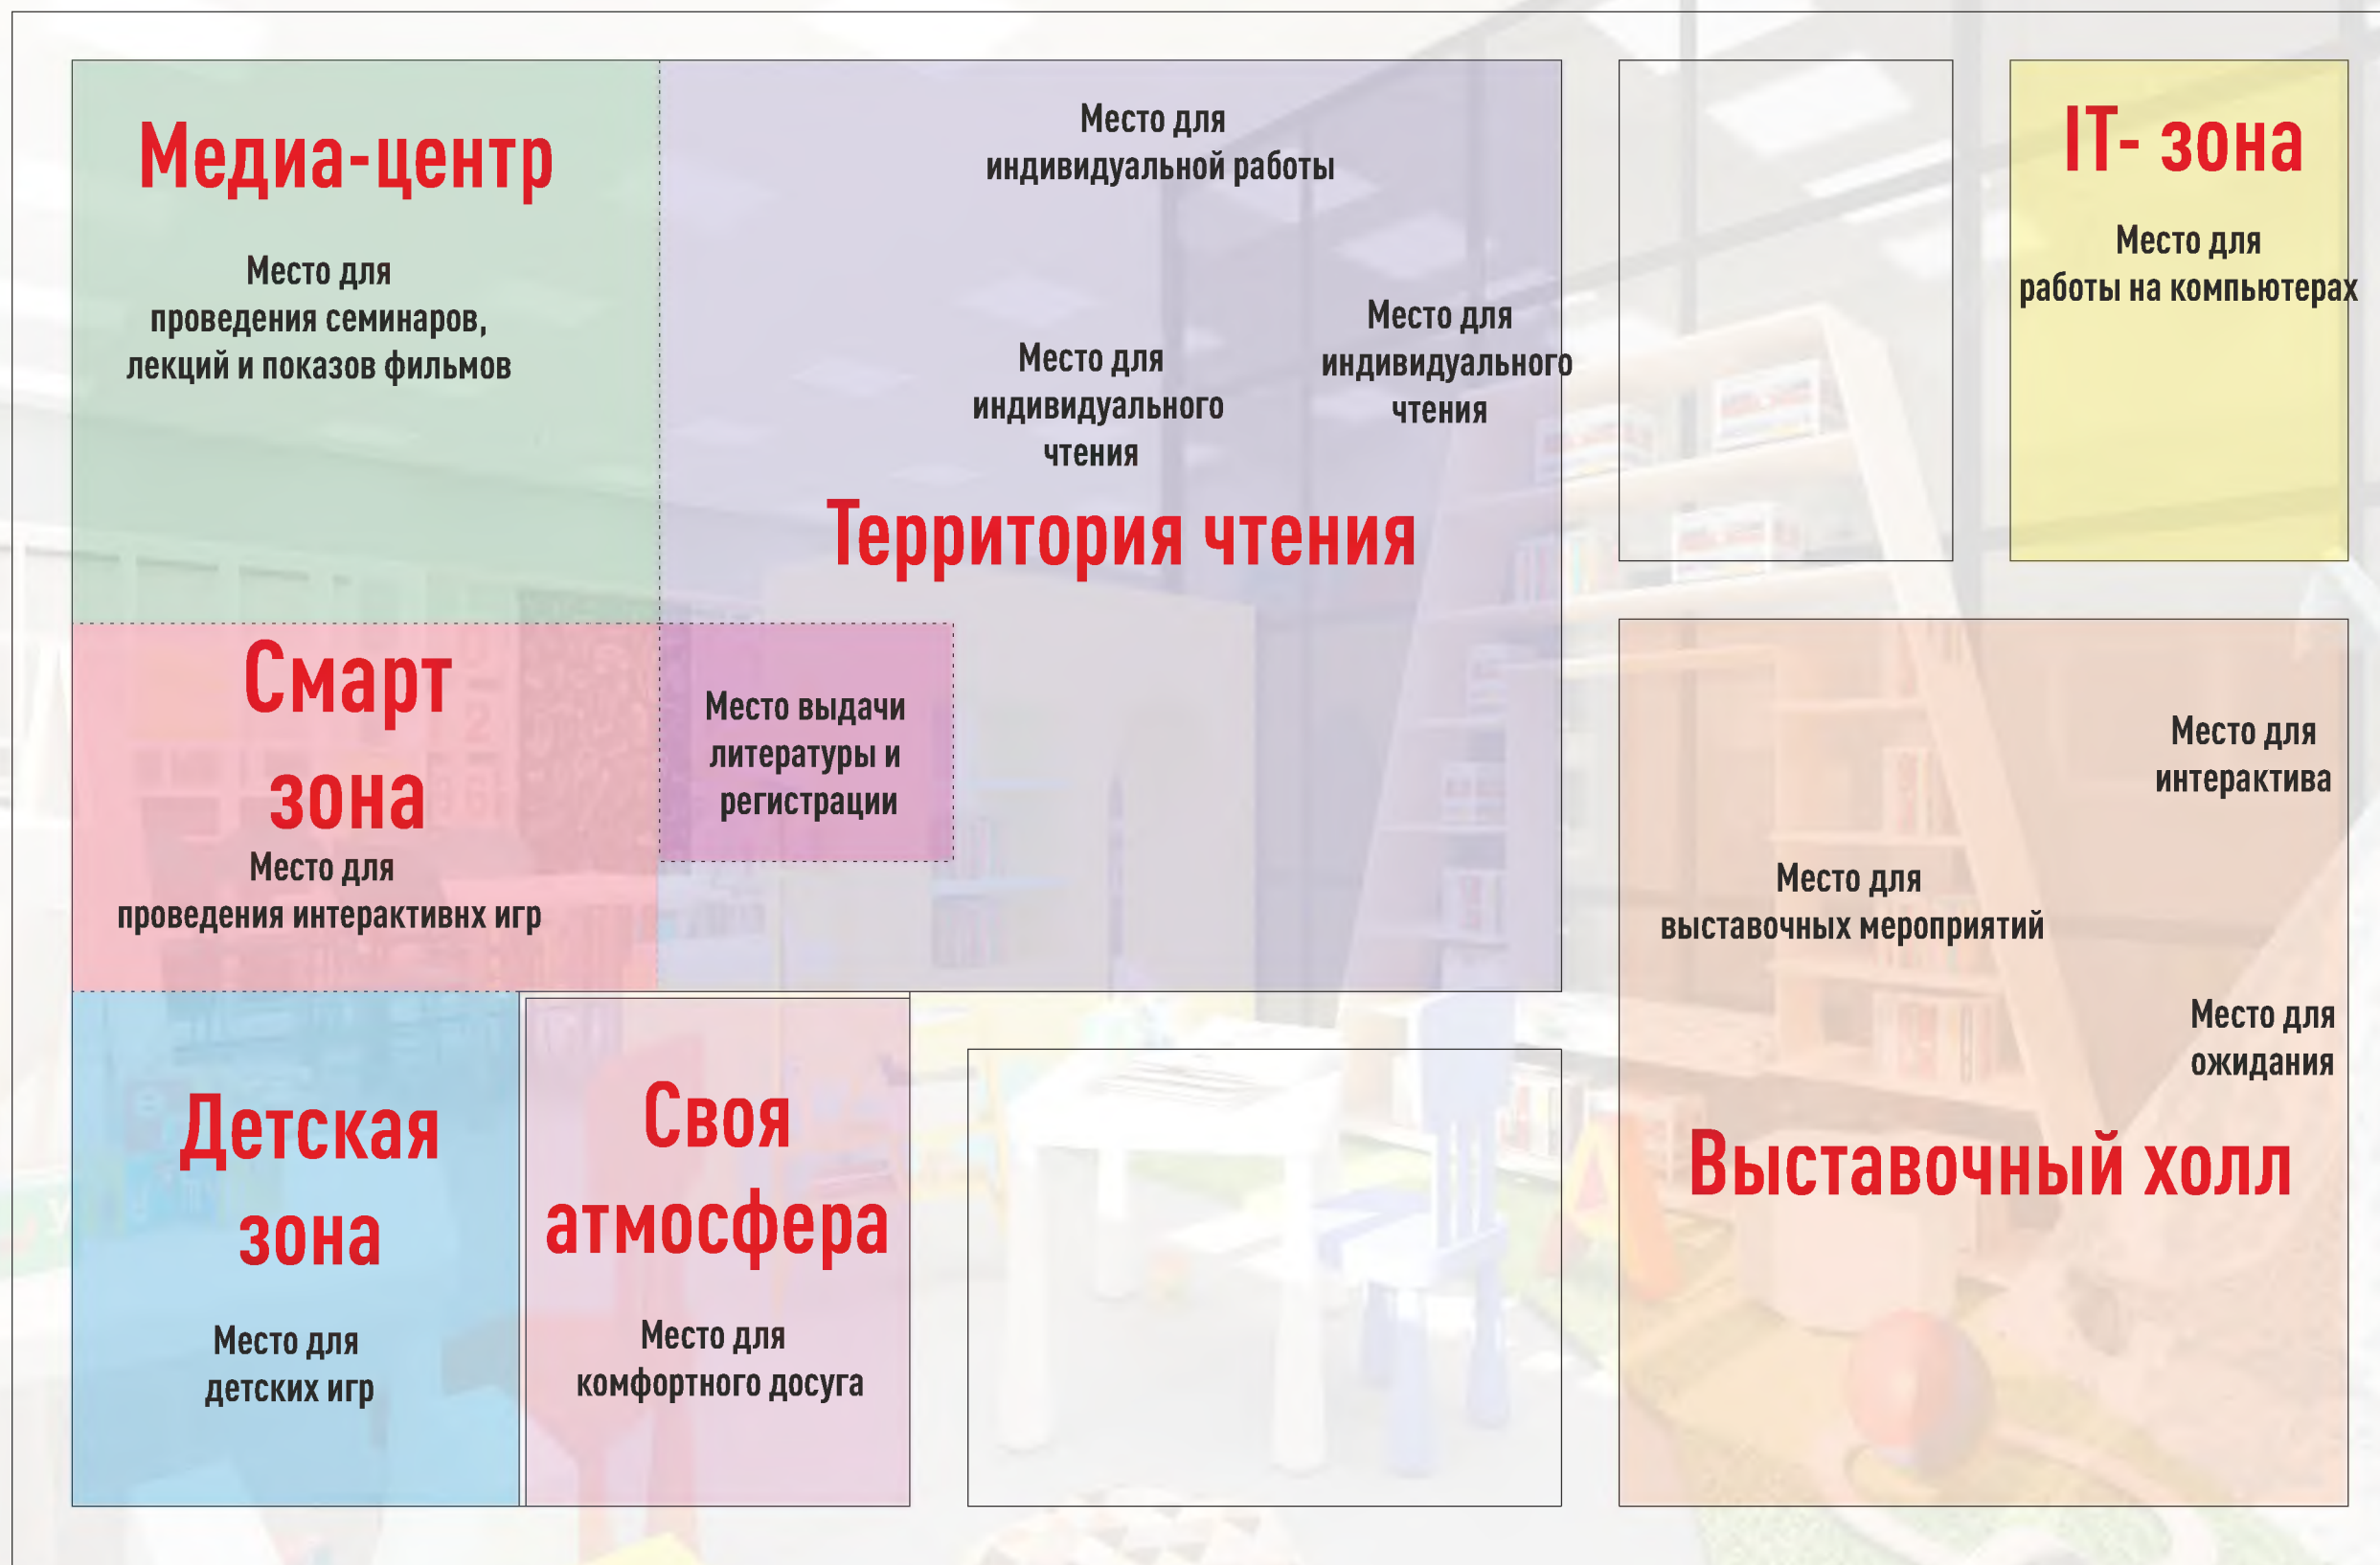 Медиа-центр
Место для
проведения семинаров,
лекций и показов фильмов
Место для
индивидуальной работы
Место для
индивидуального
чтения
Место для
индивидуального
чтения
Территория чтения
IT- зона
Место для
работы на компьютерах
Смарт
зона
Место для
проведения интерактивнх игр
Место выдачи
литературы и
регистрации
Место для
интерактива
Место для
выставочных мероприятий
Место для
ожидания
Выставочный холл
Детская
зона
Место для
детских игр
Своя
атмосфера
Место для
комфортного досуга